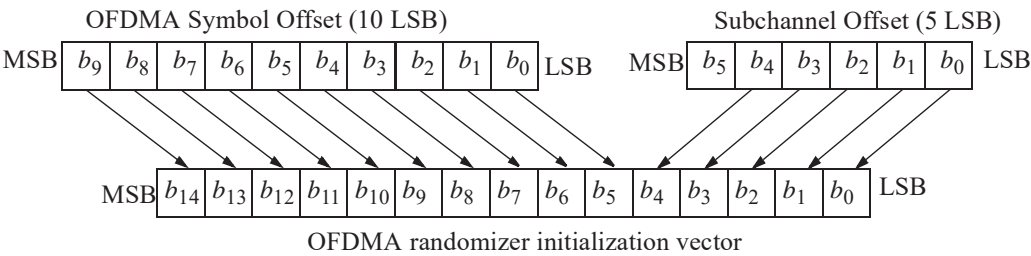 OFDMA Symbol Offset (10 LSB) Subchannel Offset (5 LSB)
MSB b9 b8 b7 b6 b5 b4 b3 b2 b1 b0 LSB MSB b5 b4 b3 b2 b1 b0 LSB
MSB b14 b13 b12 b11 b10 b9 b8 b7 b6 b5 b4 b3 b2 b1 b0 LSB
OFDMA randomizer initialization vector